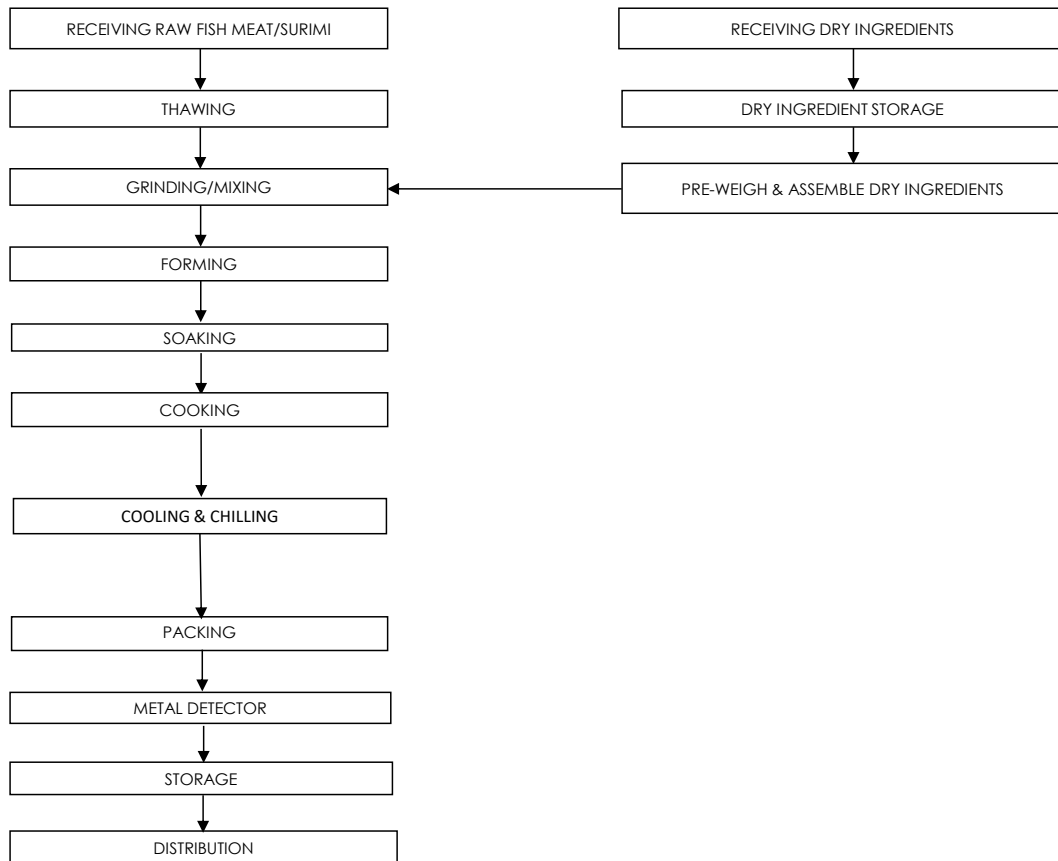 RECEIVING RAW FISH MEAT/SURIMI
RECEIVING DRY INGREDIENTS
THAWING
DRY INGREDIENT STORAGE
GRINDING/MIXING
PRE-WEIGH & ASSEMBLE DRY INGREDIENTS
FORMING
SOAKING
COOKING
COOLING & CHILLING
PACKING
METAL DETECTOR
STORAGE
DISTRIBUTION